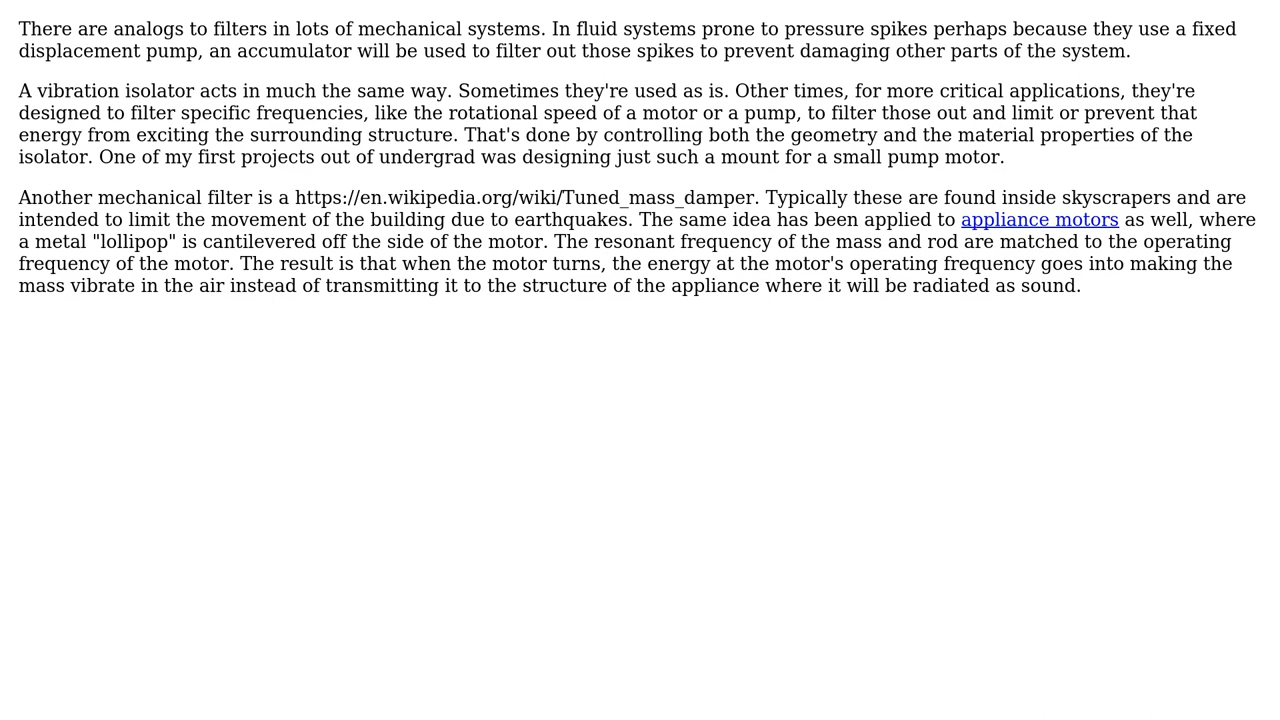 There are analogs to filters in lots of mechanical systems. In fluid systems prone to pressure spikes perhaps because they use a fixed
displacement pump, an accumulator will be used to filter out those spikes to prevent damaging other parts of the system.
A vibration isolator acts in much the same way. Sometimes they're used as is. Other times, for more critical applications, they're
designed to filter specific frequencies, like the rotational speed of a motor or a pump, to filter those out and limit or prevent that
energy from exciting the surrounding structure. That's done by controlling both the geometry and the material properties of the
isolator. One of my first projects out of undergrad was designing just such a mount for a small pump motor.
Another mechanical filter is a https://en.wikipedia.org/wiki/Tuned_mass_damper. Typically these are found inside skyscrapers and are
intended to limit the movement of the building due to earthquakes. The same idea has been applied to appliance motors as well, where
a metal "lollipop" is cantilevered off the side of the motor. The resonant frequency of the mass and rod are matched to the operating
frequency of the motor. The result is that when the motor turns, the energy at the motor's operating frequency goes into making the
mass vibrate in the air instead of transmitting it to the structure of the appliance where it will be radiated as sound.